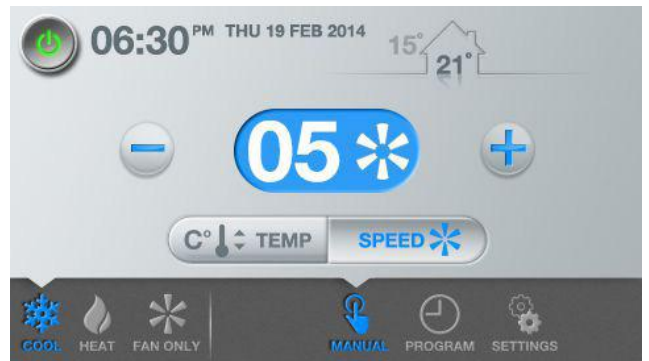 06:30 PM THU 19 FEB 2014
15°
21°
05
C° TEMP SPEED
COOL HEAT FAN ONLY MANUAL PROGRAM SETTINGS